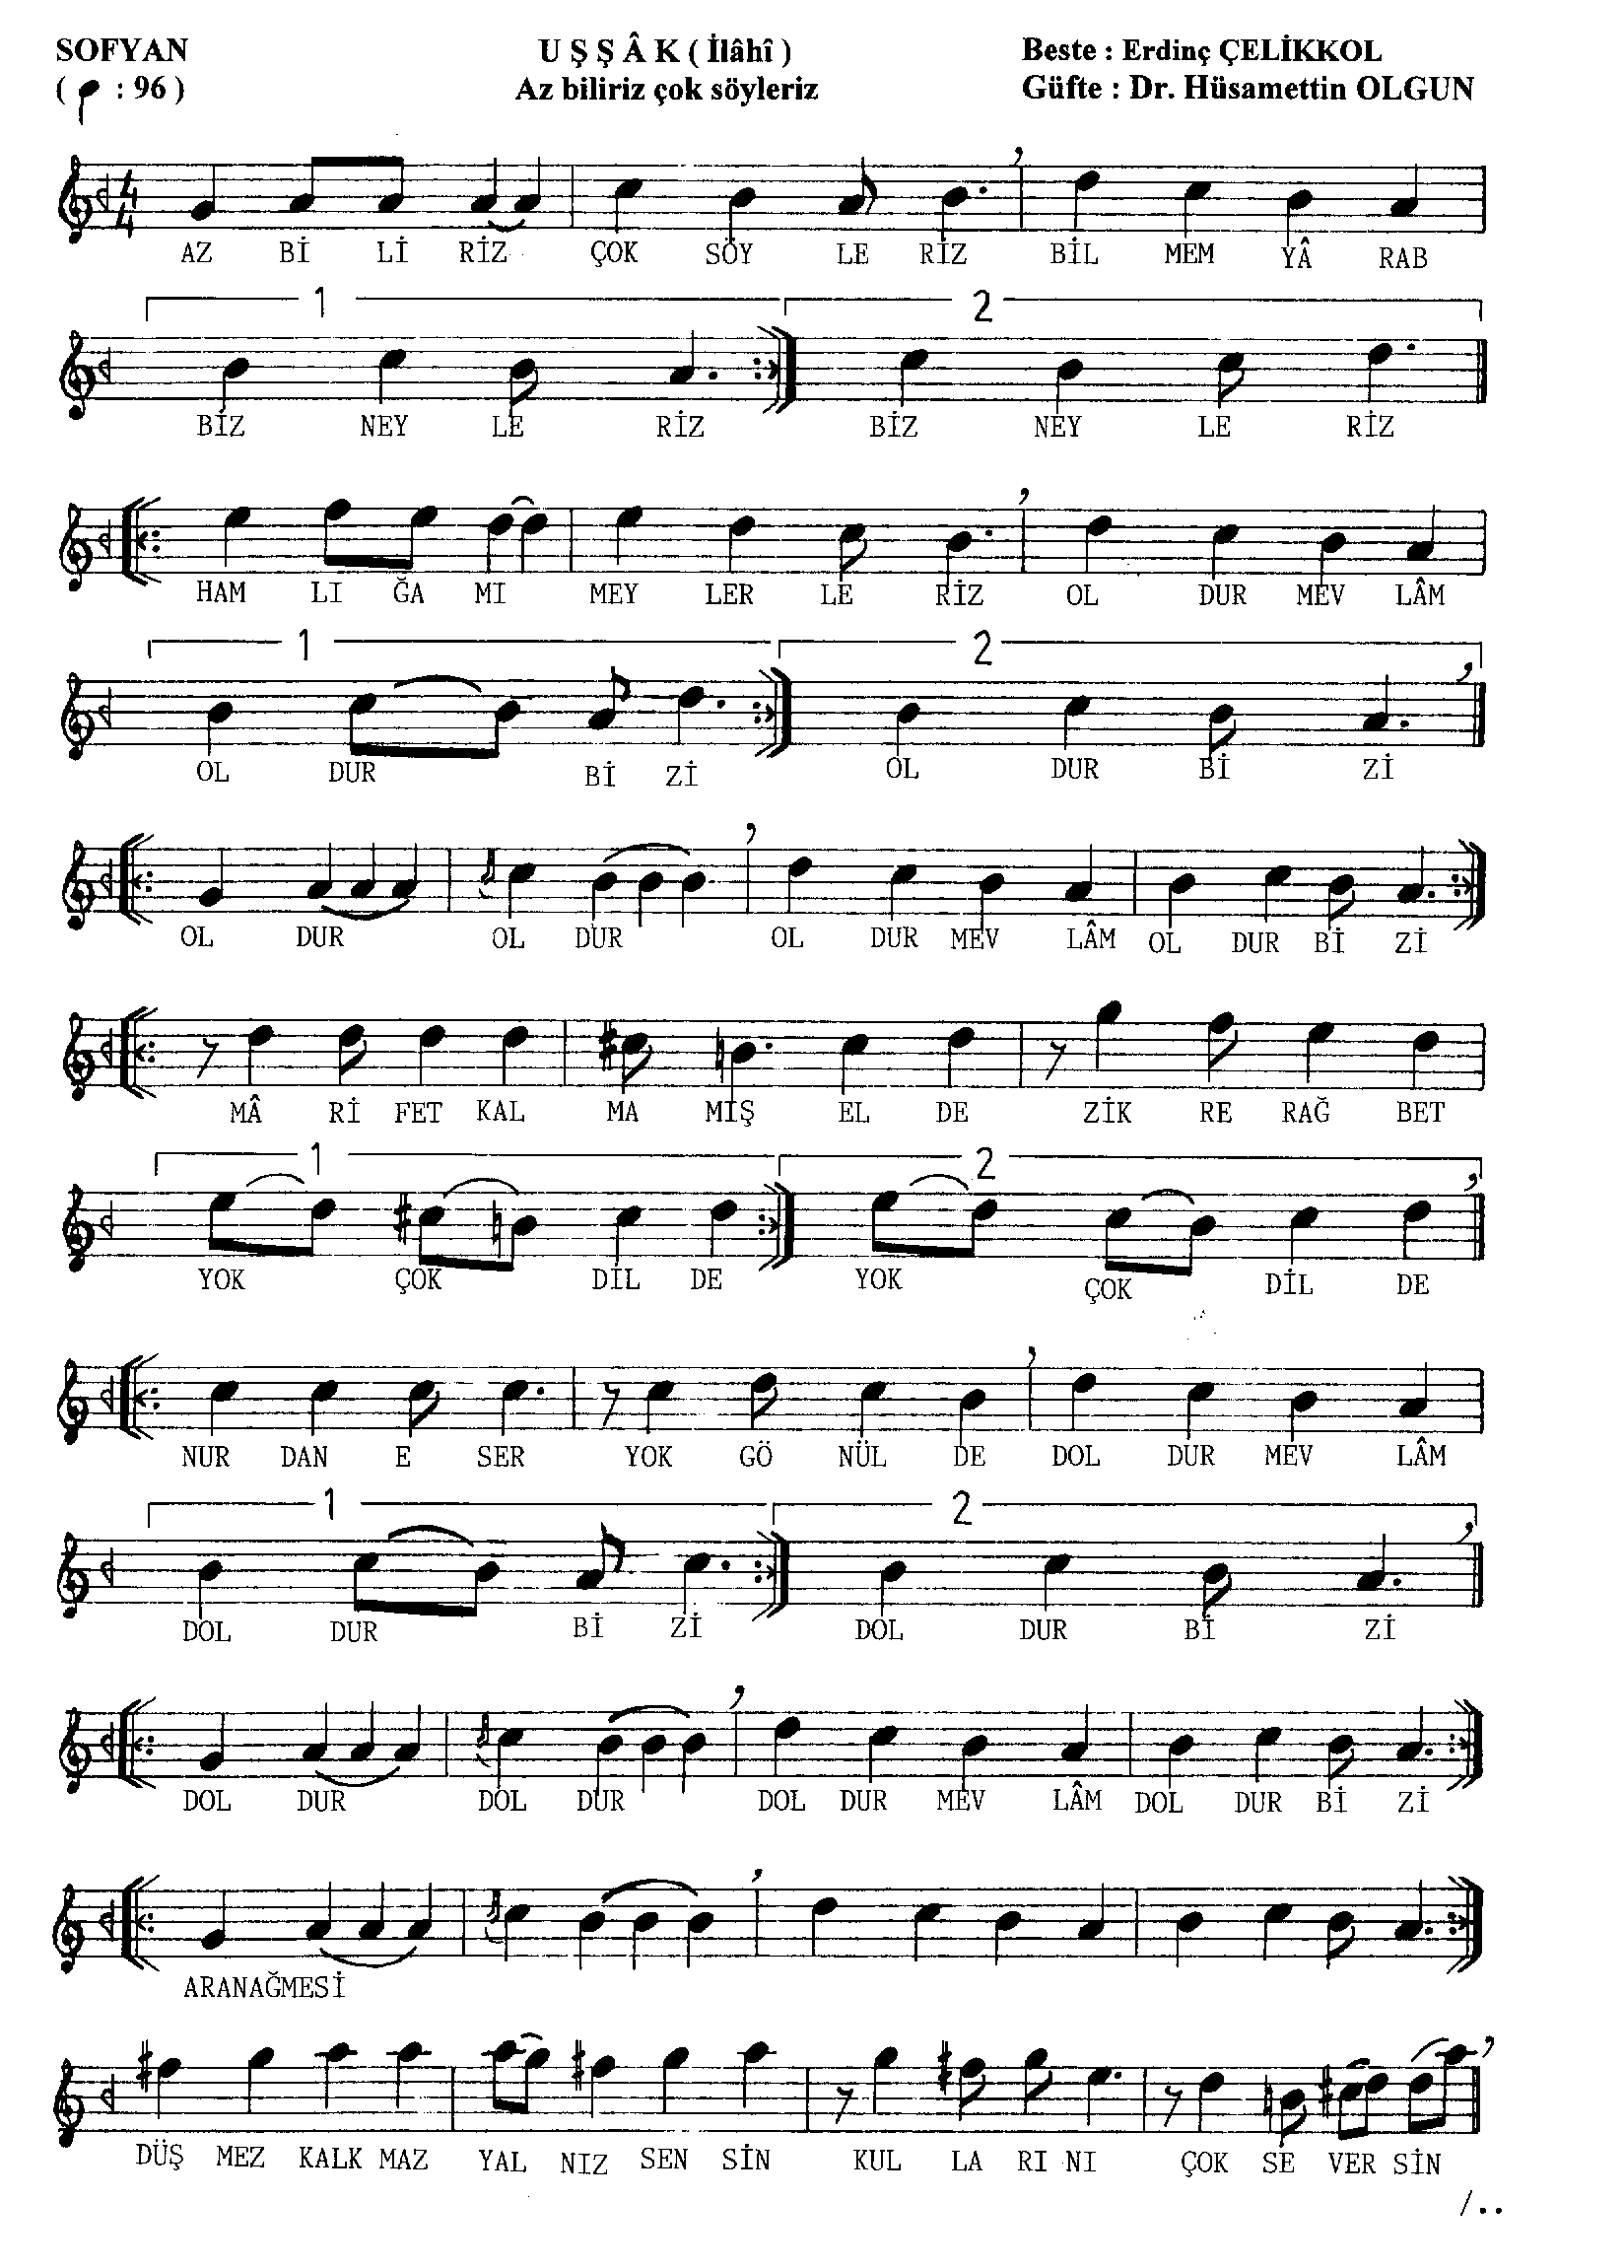 SOFYAN
( : 96 )
U Ş Ş Â K ( İlâhî )
Az biliriz çok söyleriz
Beste : Erdinç ÇELİKKOL
Güfte : Dr. Hüsamettin OLGUN
4
4
AZ Bİ Lİ RİZ ÇOK SÖY LE RİZ BİL MEM YÂ RAB
1 2
BİZ NEY LE RİZ BİZ NEY LE RİZ
HAM LI ĞA MI MEY LER LE RİZ OL DUR MEV LÂM
1 2
OL DUR Bİ Zİ OL DUR Bİ Zİ
OL DUR OL DUR OL DUR MEV LÂM OL DUR Bİ Zİ
MÂ Rİ FET KAL MA MIŞ EL DE ZİK RE RAĞ BET
1 2
YOK ÇOK DİL DE YOK ÇOK DİL DE
NUR DAN E SER YOK GÖ NÜL DE DOL DUR MEV LÂM
1 2
DOL DUR Bİ Zİ DOL DUR Bİ Zİ
DOL DUR DOL DUR DOL DUR MEV LÂM DOL DUR Bİ Zİ
ARANAĞMESİ
DÜŞ MEZ KALK MAZ YAL NIZ SEN SİN KUL LA RI NI ÇOK SE VER SİN
/..